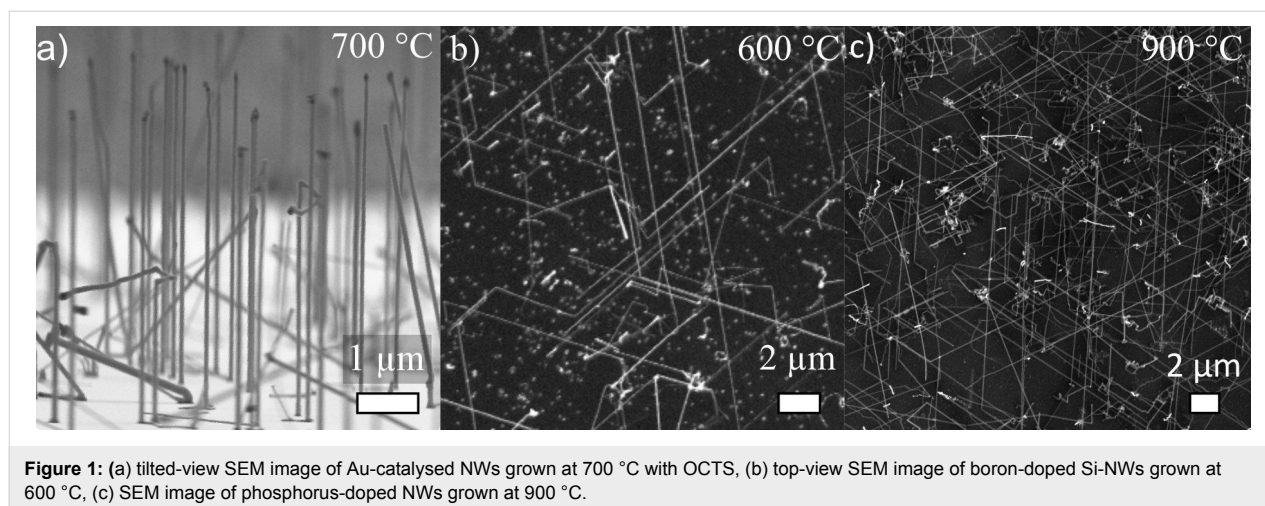 a)
700 °C
b)
600 °C
c)
900 °C
1 µm
2 µm
2 µm
Figure 1: (a) tilted-view SEM image of Au-catalysed NWs grown at 700 °C with OCTS, (b) top-view SEM image of boron-doped Si-NWs grown at
600 °C, (c) SEM image of phosphorus-doped NWs grown at 900 °C.